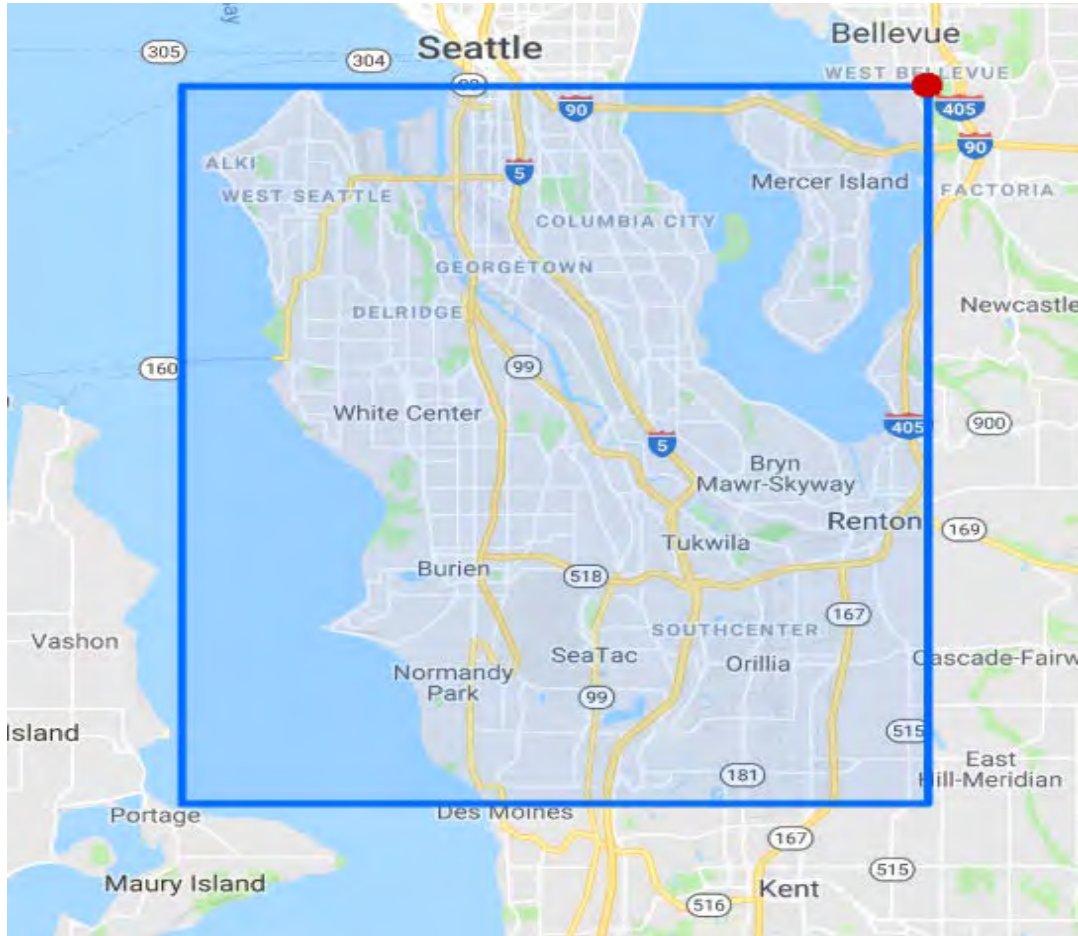 ay
305
304
Seattle
Bellevue
WEST BELLEVUE
99
90
405
90
ALKI
5
Mercer Island
FACTORIA
WEST SEATTLE
COLUMBIA CITY
GEORGETOWN
Newcastle
DELRIDGE
160
99
White Center
405
900
5
Bryn
Mawr-Skyway
Renton
169
Tukwila
Burien
518
167
Vashon
SOUTHCENTER
SeaTac
Orillia
Cascade-Fairw
Normandy
Park
99
Island
515
East
Hill-Meridian
181
Portage
Des Moines
167
515
Maury Island
Kent
516